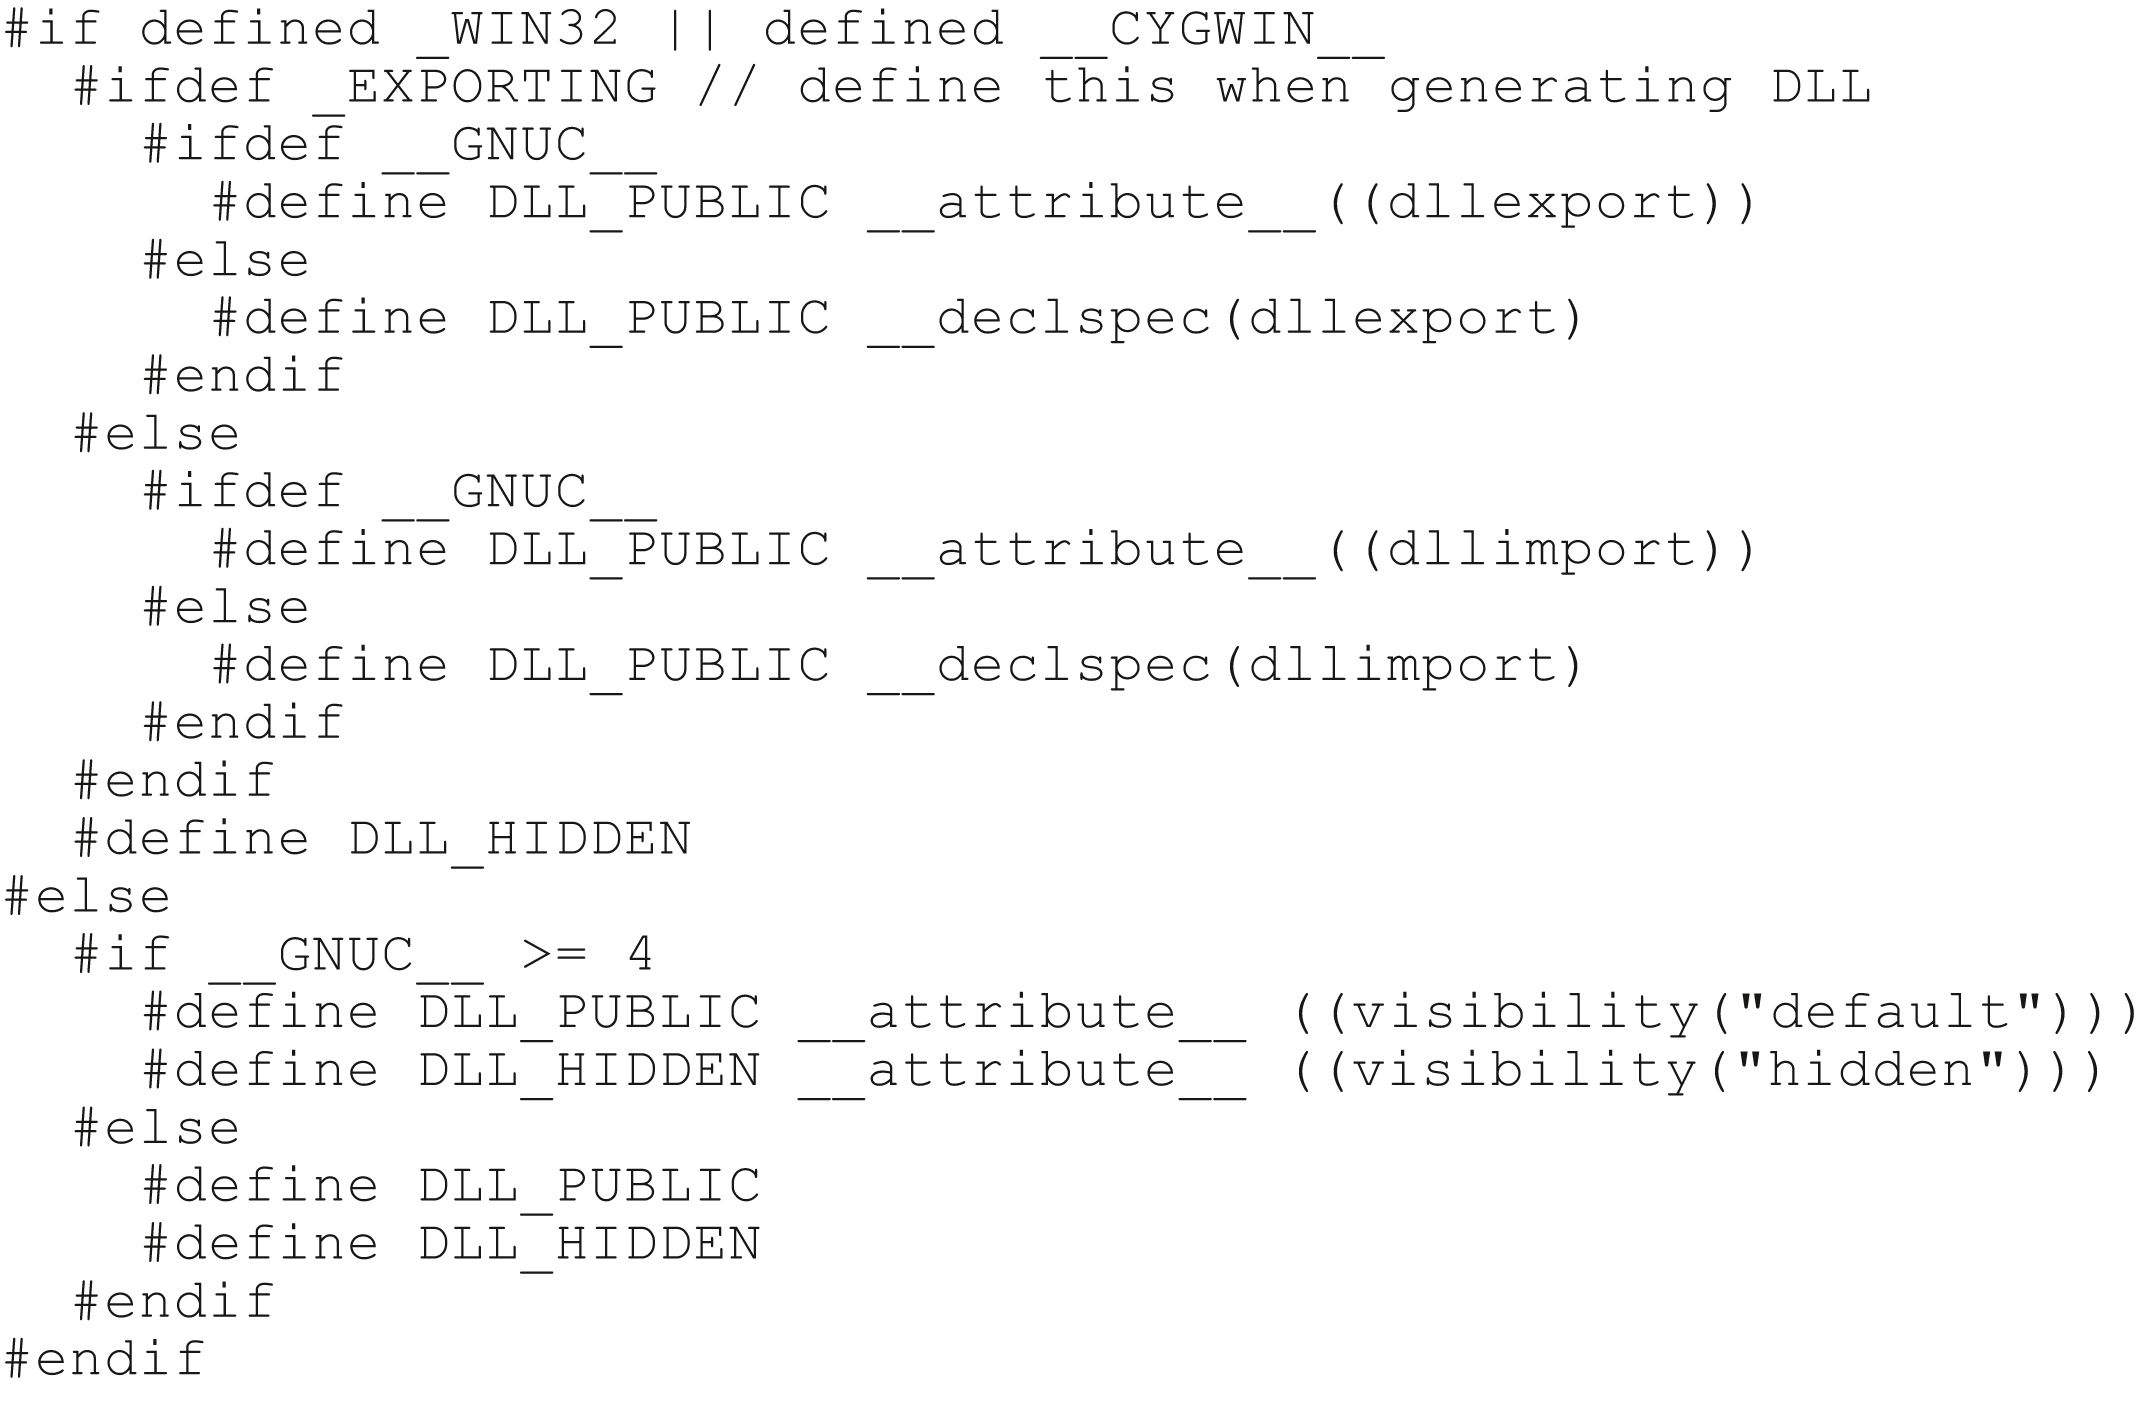 #if defined _WIN32 || defined __CYGWIN__
  #ifdef _EXPORTING // define this when generating DLL
    #ifdef __GNUC__
      #define DLL_PUBLIC __attribute__((dllexport))
    #else
      #define DLL_PUBLIC __declspec(dllexport)
    #endif
  #else
    #ifdef __GNUC__
      #define DLL_PUBLIC __attribute__((dllimport))
    #else
      #define DLL_PUBLIC __declspec(dllimport)
    #endif
  #endif
  #define DLL_HIDDEN
#else
  #if __GNUC__ >= 4
    #define DLL_PUBLIC __attribute__ ((visibility("default")))
    #define DLL_HIDDEN __attribute__ ((visibility("hidden")))
  #else
    #define DLL_PUBLIC
    #define DLL_HIDDEN
  #endif
#endif